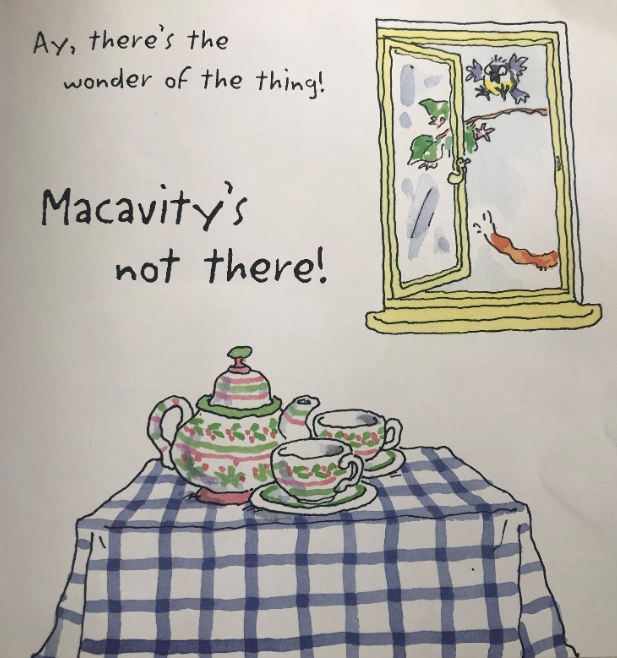 Ay, there's the
wonder of the thing!
Macavity's
not there!